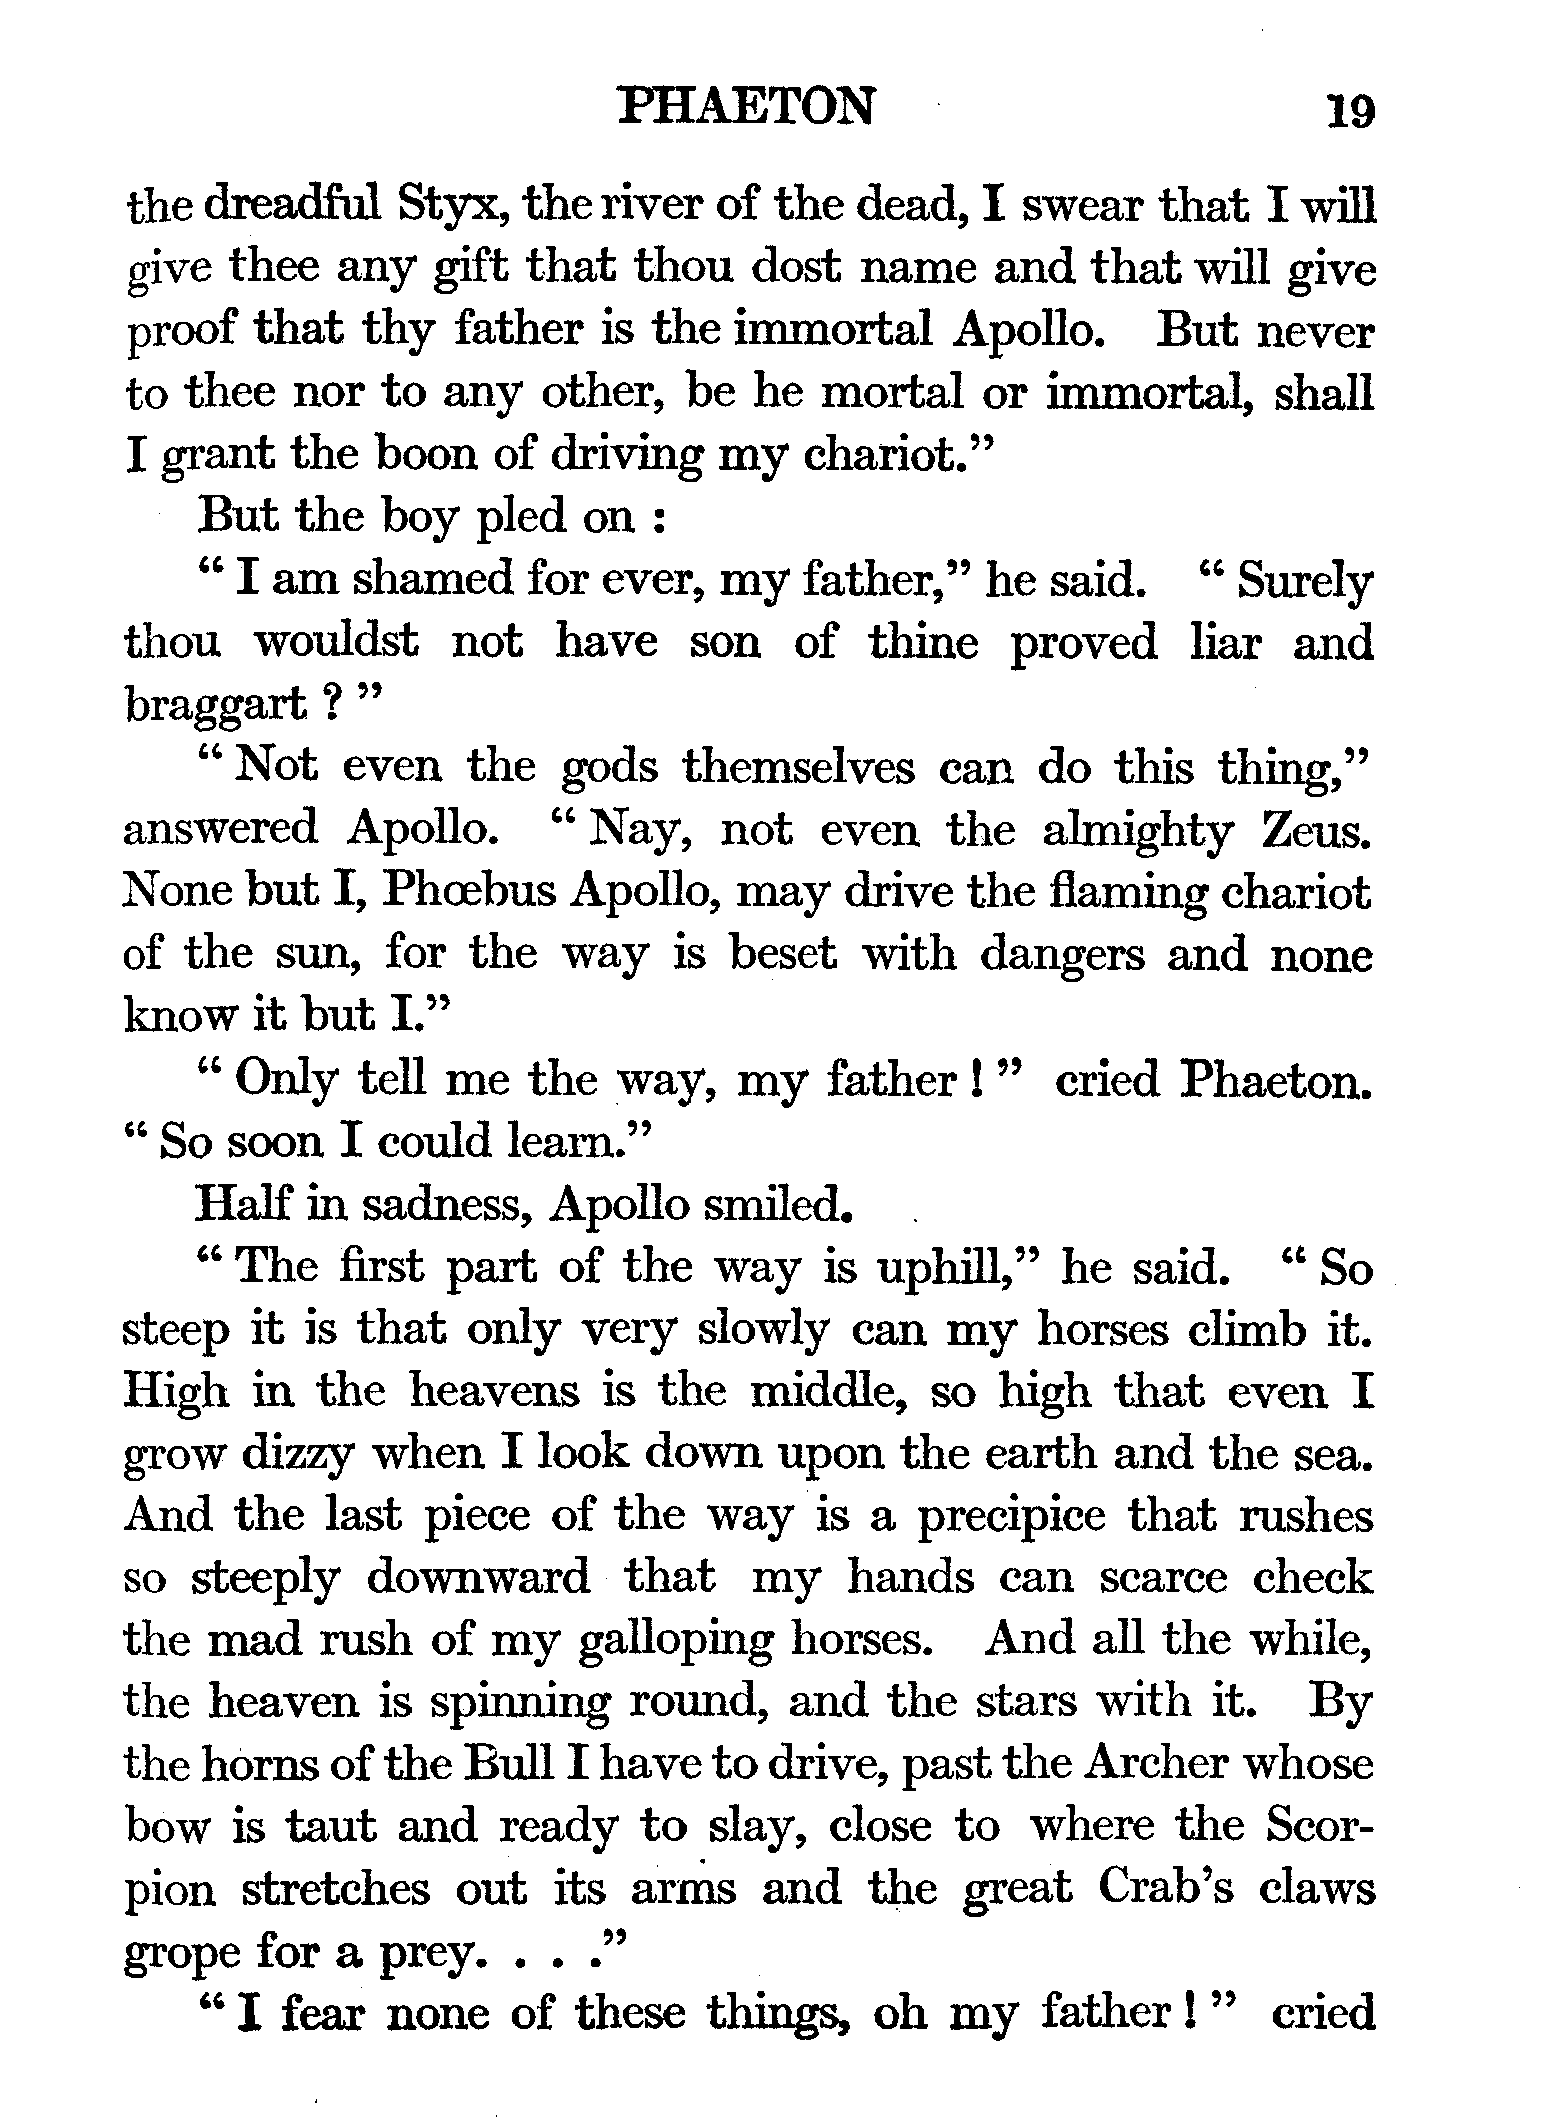 PHAETON 19
the dreadful Styx, the river of the dead, I swear that I will
give thee any gift that thou dost name and that will give
proof that thy father is the immortal Apollo. But never
to thee nor to any other, be he mortal or immortal, shall
I grant the boon of driving my chariot.”
But the boy pled on :
“ I am shamed for ever, my father,” he said. “ Surely
thou wouldst not have son of thine proved liar and
braggart ? ”
“ Not even the gods themselves can do this thing,”
answered Apollo. “ Nay, not even the almighty Zeus.
None but I, Phœbus Apollo, may drive the flaming chariot
of the sun, for the way is beset with dangers and none
know it but I.”
“ Only tell me the way, my father ! ” cried Phaeton.
“ So soon I could learn.”
Half in sadness, Apollo smiled.
“ The first part of the way is uphill,” he said. “ So
steep it is that only very slowly can my horses climb it.
High in the heavens is the middle, so high that even I
grow dizzy when I look down upon the earth and the sea.
And the last piece of the way is a precipice that rushes
so steeply downward that my hands can scarce check
the mad rush of my galloping horses. And all the while,
the heaven is spinning round, and the stars with it. By
the horns of the Bull I have to drive, past the Archer whose
bow is taut and ready to slay, close to where the Scor-
pion stretches out its arms and the great Crab’s claws
grope for a prey. . . .”
“ I fear none of these things, oh my father ! ” cried